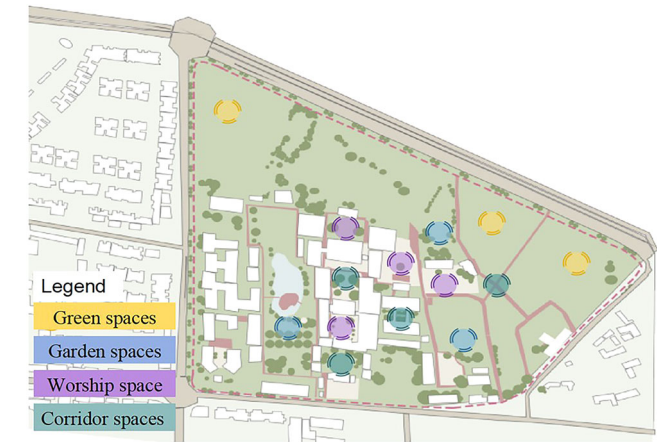 Legend
Green spaces
Garden spaces
Worship space
Corridor spaces